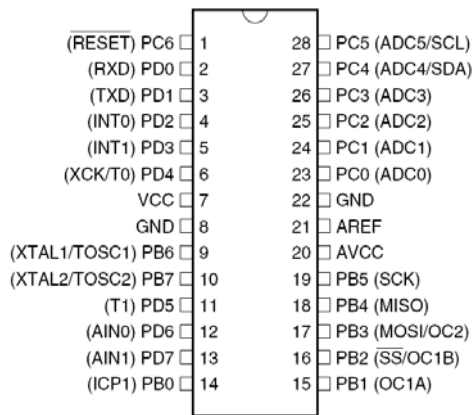 (RESET) PC6 1 28 PC5 (ADC5/SCL)
(RXD) PD0 2 27 PC4 (ADC4/SDA)
(TXD) PD1 3 26 PC3 (ADC3)
(INT0) PD2 4 25 PC2 (ADC2)
(INT1) PD3 5 24 PC1 (ADC1)
(XCK/T0) PD4 6 23 PC0 (ADC0)
VCC 7 22 GND
GND 8 21 AREF
(XTAL1/TOSC1) PB6 9 20 AVCC
(XTAL2/TOSC2) PB7 10 19 PB5 (SCK)
(T1) PD5 11 18 PB4 (MISO)
(AIN0) PD6 12 17 PB3 (MOSI/OC2)
(AIN1) PD7 13 16 PB2 (SS/OC1B)
(ICP1) PB0 14 15 PB1 (OC1A)